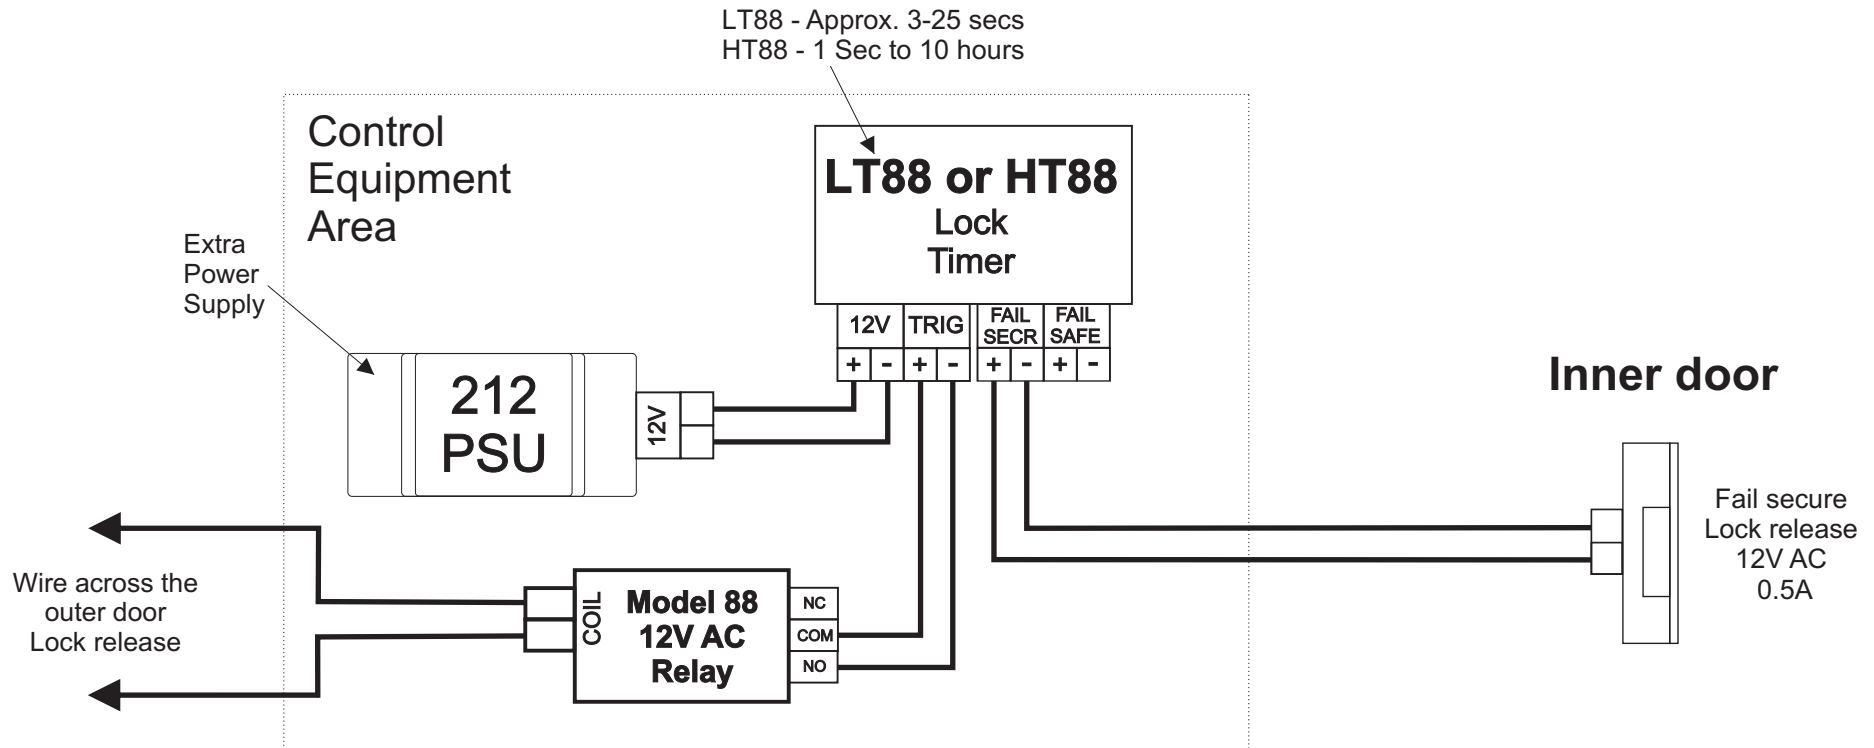 LT88 - Approx. 3-25 secs
HT88 - 1 Sec to 10 hours
Control
Equipment
Area
LT88 or HT88
Lock
Timer
Extra
Power
Supply
12V
TRIG
FAIL
SECR
FAIL
SAFE
+ - + - + - + -
212
PSU
12V
Inner door
Fail secure
Lock release
12V AC
0.5A
Wire across the
outer door
Lock release
COIL
Model 88
12V AC
Relay
NC
COM
NO